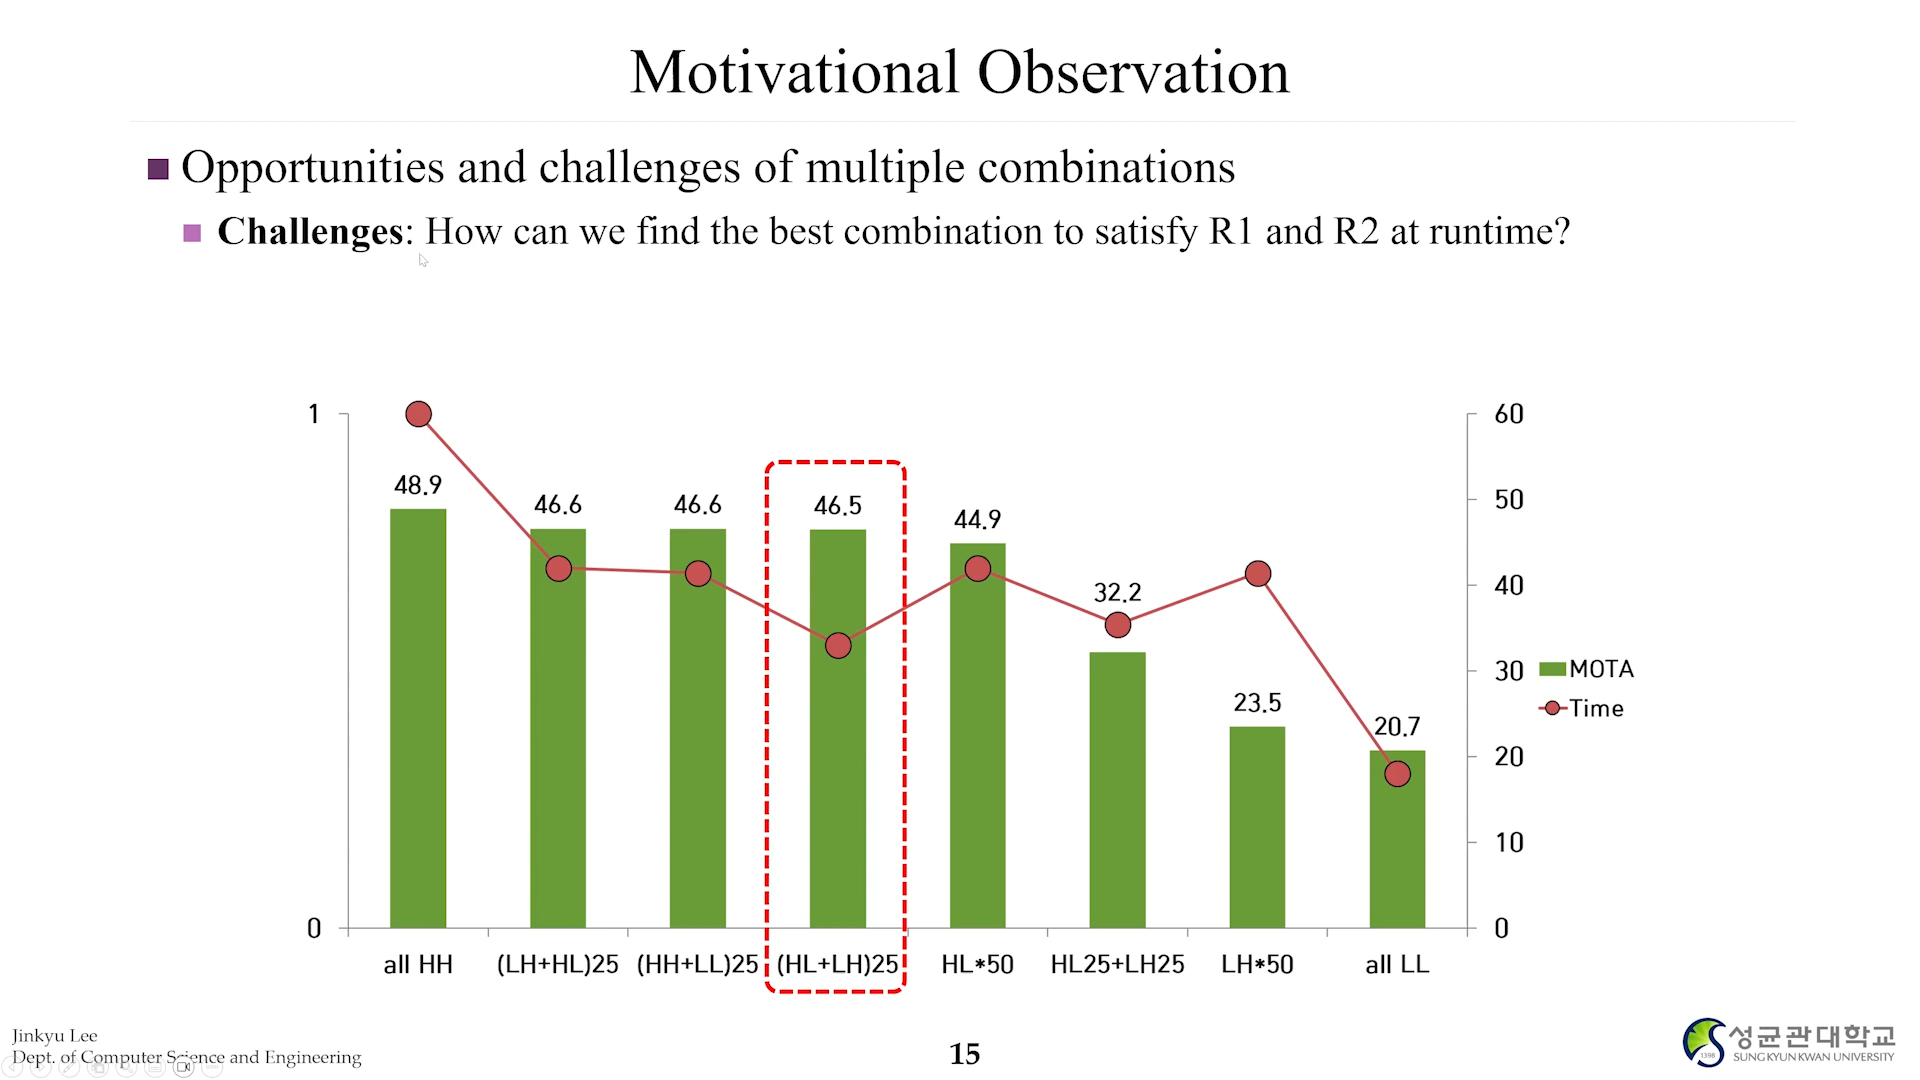 Motivational Observation
Opportunities and challenges of multiple combinations
Challenges: How can we find the best combination to satisfy R1 and R2 at runtime?
1
60
48.9
46.6
46.6
46.5
44.9
50
40
32.2
30
MOTA
23.5
Time
20.7
20
10
0
0
all HH
(LH+HL)25
(HH+LL)25
(HL+LH)25
HL*50
HL25+LH25
LH*50
all LL
Jinkyu Lee
Dept. of Computer Science and Engineering
15
1398
성균관대학교
SUNG KYUN KWAN UNIVERSITY